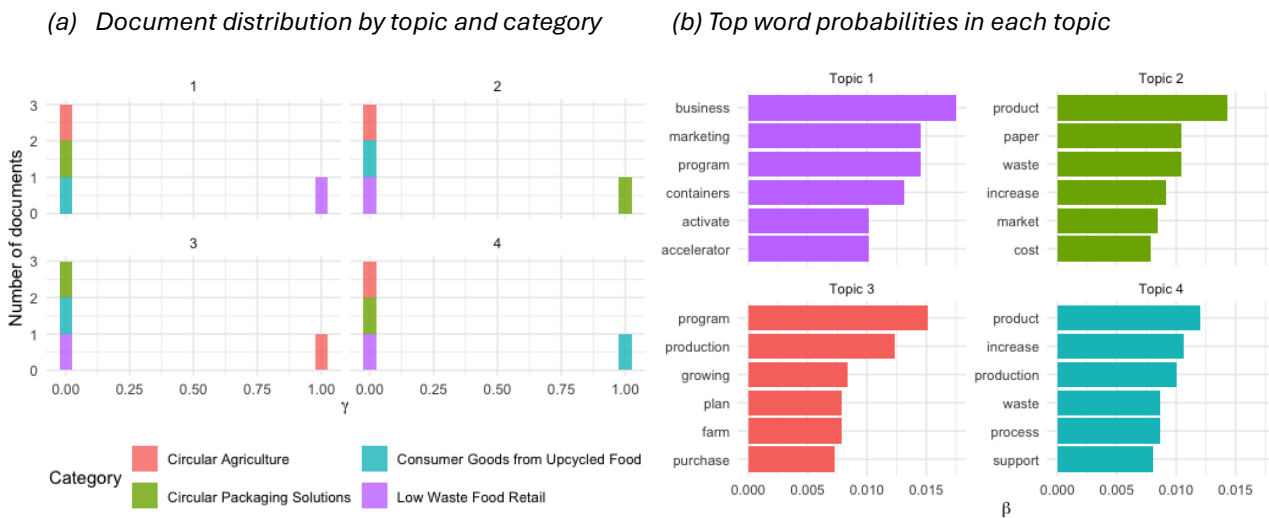 (a) Document distribution by topic and category
(b) Top word probabilities in each topic
1
2
Number of documents
3
2
1
0
3
4
3
2
1
0
0.00 0.25 0.50 0.75 1.00
0.00 0.25 0.50 0.75 1.00
γ
Category
Circular Agriculture
Consumer Goods from Upcycled Food
Circular Packaging Solutions
Low Waste Food Retail
Topic 1
business
marketing
program
containers
activate
accelerator
Topic 2
product
paper
waste
increase
market
cost
Topic 3
program
production
growing
plan
farm
purchase
0.000 0.005 0.010 0.015
Topic 4
product
increase
production
waste
process
support
0.000 0.005 0.010 0.015
β